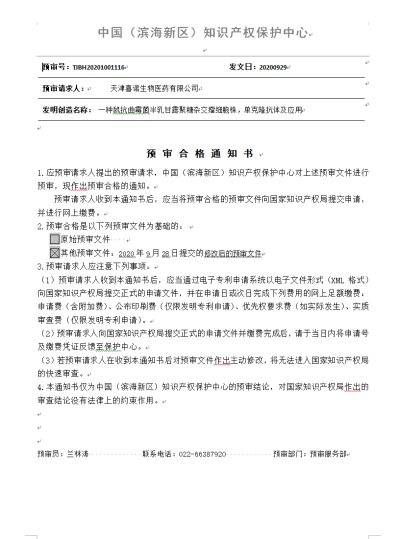 中国（滨海新区）知识产权保护中心
预审号：TJBH20201001116 发文日：20200929
预审请求人： 天津喜诺生物医药有限公司
发明创造名称： 一种鼠抗曲霉菌半乳甘露聚糖杂交瘤细胞株，单克隆抗体及应用
预 审 合 格 通 知 书
1.应预审请求人提出的预审请求，中国（滨海新区）知识产权保护中心对上述预审文件进行
预审，现作出预审合格的通知。
预审请求人收到本通知书后，应当将预审合格的预审文件向国家知识产权局提交申请，
并进行网上缴费。
2.预审合格是以下列预审文件为基础的：
原始预审文件
其他预审文件：2020 年 9 月 28 日提交的修改后的预审文件
3.预审请求人应注意下列事项：
（1）预审请求人收到本通知书后，应当通过电子专利申请系统以电子文件形式（XML 格式）
向国家知识产权局提交正式的申请文件，并在申请日或次日完成下列费用的网上足额缴费，
申请费（含附加费）、公布印刷费（仅限发明专利申请）、优先权要求费（如实际发生）、实质
审查费（仅限发明专利申请）。
（2）预审请求人向国家知识产权局提交正式的申请文件并缴费完成后，请于当日内将申请号
及缴费凭证反馈至保护中心。
（3）若预审请求人在收到本通知书后对预审文件作出主动修改，将无法进入国家知识产权局
的快速审查。
4.本通知书仅为中国（滨海新区）知识产权保护中心的预审结论，对国家知识产权局作出的
审查结论没有法律上的约束作用。
预审员：兰林涛 联系电话：022-66387920 预审部门：预审服务部